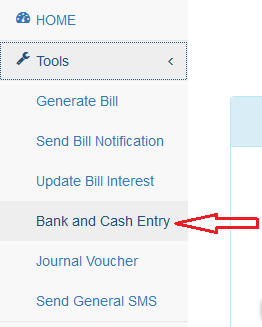 HOME
Tools
Generate Bill
Send Bill Notification
Update Bill Interest
Bank and Cash Entry
Journal Voucher
Send General SMS